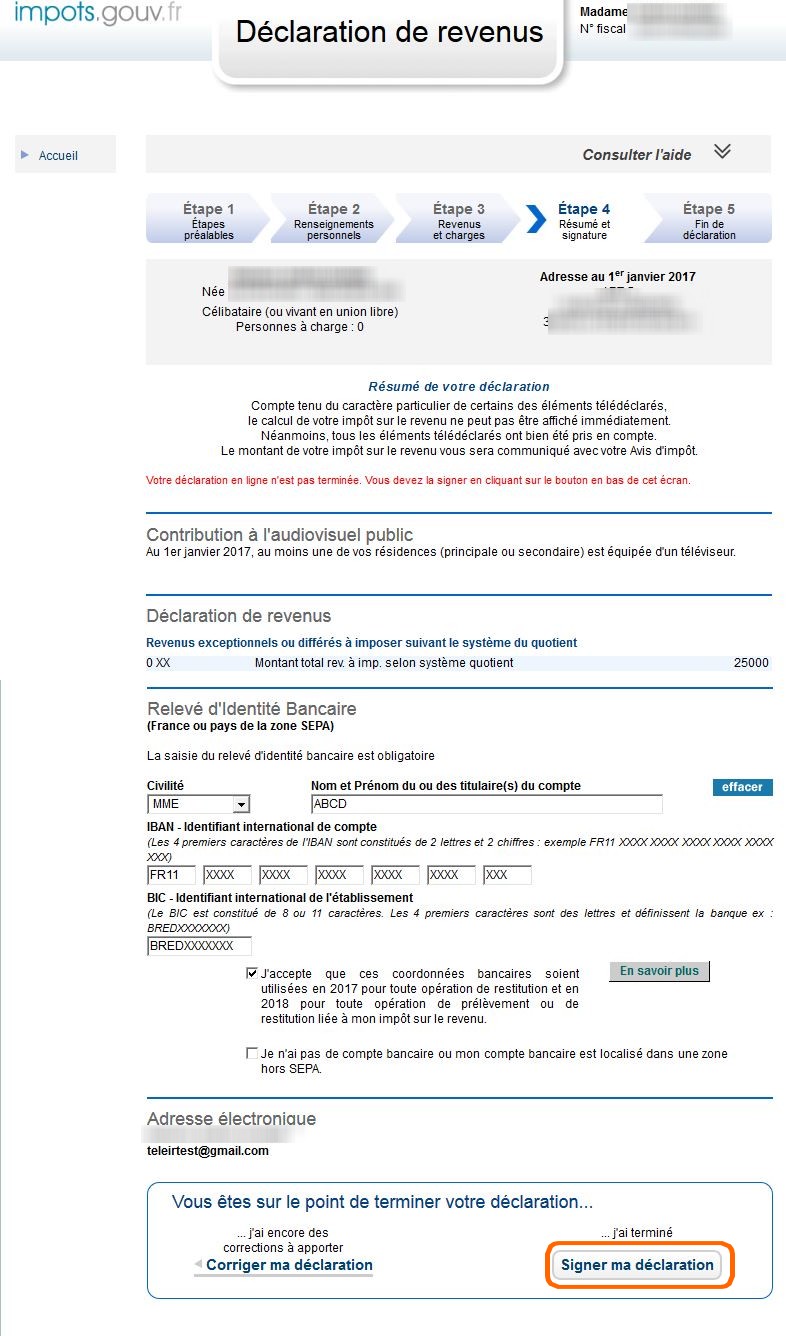 impots.gouv.fr
Déclaration de revenus
Madame
N° fiscal
Accueil
Consulter l'aide
Étape 1
Étapes
préalables
Étape 2
Renseignements
personnels
Étape 3
Revenus
et charges
Étape 4
Résumé et
signature
Étape 5
Fin de
déclaration
Née
Célibataire (ou vivant en union libre)
Personnes à charge : 0
Adresse au 1er janvier 2017
Résumé de votre déclaration
Compte tenu du caractère particulier de certains des éléments télédéclarés,
le calcul de votre impôt sur le revenu ne peut pas être affiché immédiatement.
Néanmoins, tous les éléments télédéclarés ont bien été pris en compte.
Le montant de votre impôt sur le revenu vous sera communiqué avec votre Avis d'impôt.
Votre déclaration en ligne n'est pas terminée. Vous devez la signer en cliquant sur le bouton en bas de cet écran.
Contribution à l'audiovisuel public
Au 1er janvier 2017, au moins une de vos résidences (principale ou secondaire) est équipée d'un téléviseur.
Déclaration de revenus
Revenus exceptionnels ou différés à imposer suivant le système du quotient
0 XX Montant total rev. à imp. selon système quotient 25000
Relevé d'Identité Bancaire
(France ou pays de la zone SEPA)
La saisie du relevé d'identité bancaire est obligatoire
Civilité Nom et Prénom du ou des titulaire(s) du compte effacer
MME ABCD
IBAN - Identifiant international de compte
(Les 4 premiers caractères de l'IBAN sont constitués de 2 lettres et 2 chiffres : exemple FR11 XXXX XXXX XXXX XXXX XXXX
XXX)
FR11 XXXX XXXX XXXX XXXX XXXX XXX
BIC - Identifiant international de l'établissement
(Le BIC est constitué de 8 ou 11 caractères. Les 4 premiers caractères sont des lettres et définissent la banque ex :
BREDXXXXXXX)
BREDXXXXXXX
J'accepte que ces coordonnées bancaires soient
utilisées en 2017 pour toute opération de restitution et en
2018 pour toute opération de prélèvement ou de
restitution liée à mon impôt sur le revenu.
En savoir plus
Je n'ai pas de compte bancaire ou mon compte bancaire est localisé dans une zone
hors SEPA.
Adresse électronique
teleirtest@gmail.com
Vous êtes sur le point de terminer votre déclaration...
... j'ai encore des
corrections à apporter
Corriger ma déclaration
... j'ai terminé
Signer ma déclaration